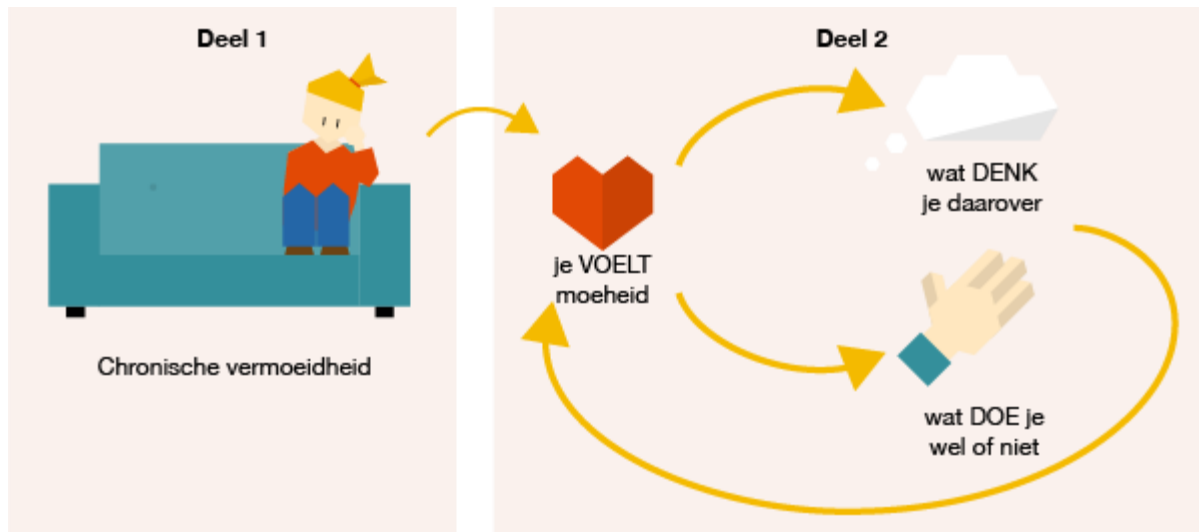 Deel 1
Chronische vermoeidheid
Deel 2
je VOELT
moeheid
wat DENK
je daarover
wat DOE je
wel of niet